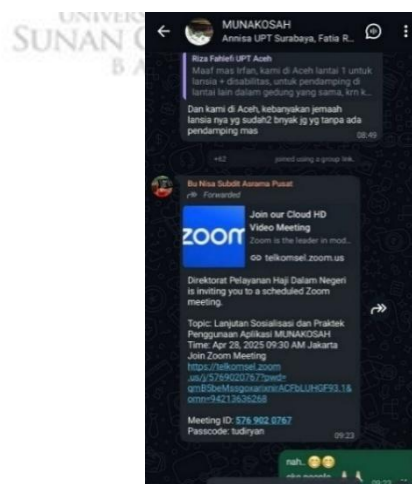 UNIVERS
SUNAN
B A
MUNAKOSAH
Annisa UPT Surabaya, Fatia R...
Riza Fahlefi UPT Aceh
Maaf mas Irfan, kami di Aceh lantai 1 untuk
lansia + disabilitas, untuk pendamping di
lantai lain dalam gedung yang sama, krn k...
Dan kami di Aceh, kebanyakan jemaah
lansia nya yg sudah2 bnyak jg yg tanpa ada
pendamping mas
08:49
+62 joined using a group link.
Bu Nisa Subdit Asrama Pusat
Forwarded
zoom
Join our Cloud HD
Video Meeting
Zoom is the leader in mod...
telkomsel.zoom.us
Direktorat Pelayanan Haji Dalam Negeri
is inviting you to a scheduled Zoom
meeting.
Topic: Lanjutan Sosialisasi dan Praktek
Penggunaan Aplikasi MUNAKOSAH
Time: Apr 28, 2025 09:30 AM Jakarta
Join Zoom Meeting
https://telkomsel.zoom
.us/j/5769020767?pwd=
omn=94213636268
Meeting ID: 576 902 0767
Passcode: tudiryan
09:23
nah..
09:23